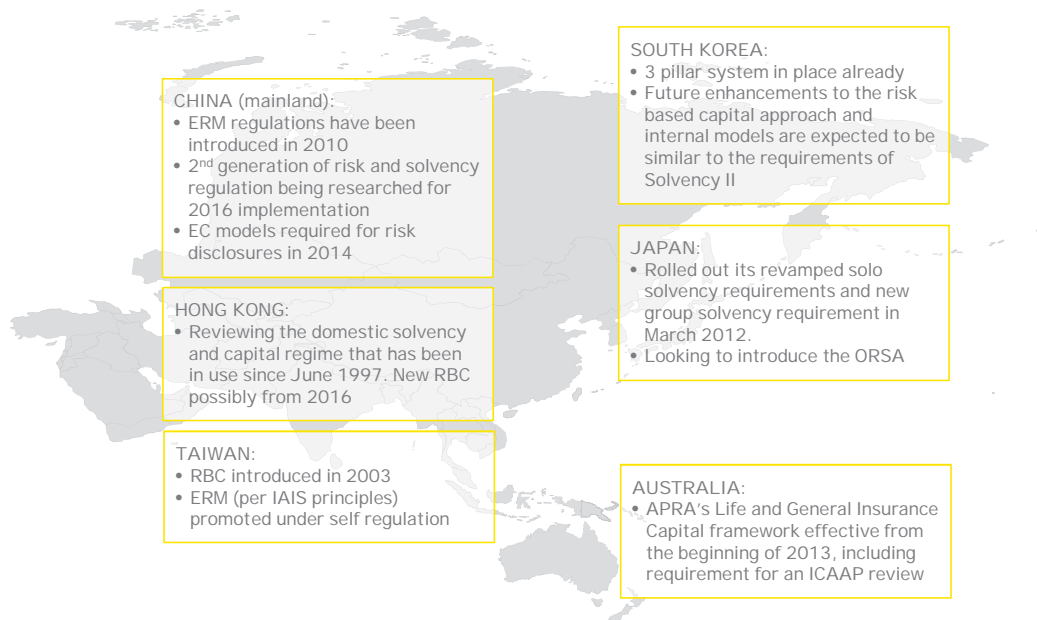 CHINA (mainland):
• ERM regulations have been
introduced in 2010
• 2nd generation of risk and solvency
regulation being researched for
2016 implementation
• EC models required for risk
disclosures in 2014
HONG KONG:
• Reviewing the domestic solvency
and capital regime that has been
in use since June 1997. New RBC
possibly from 2016
TAIWAN:
• RBC introduced in 2003
• ERM (per IAIS principles)
promoted under self regulation
SOUTH KOREA:
• 3 pillar system in place already
• Future enhancements to the risk
based capital approach and
internal models are expected to be
similar to the requirements of
Solvency II
JAPAN:
• Rolled out its revamped solo
solvency requirements and new
group solvency requirement in
March 2012.
• Looking to introduce the ORSA
AUSTRALIA:
• APRA's Life and General Insurance
Capital framework effective from
the beginning of 2013, including
requirement for an ICAAP review